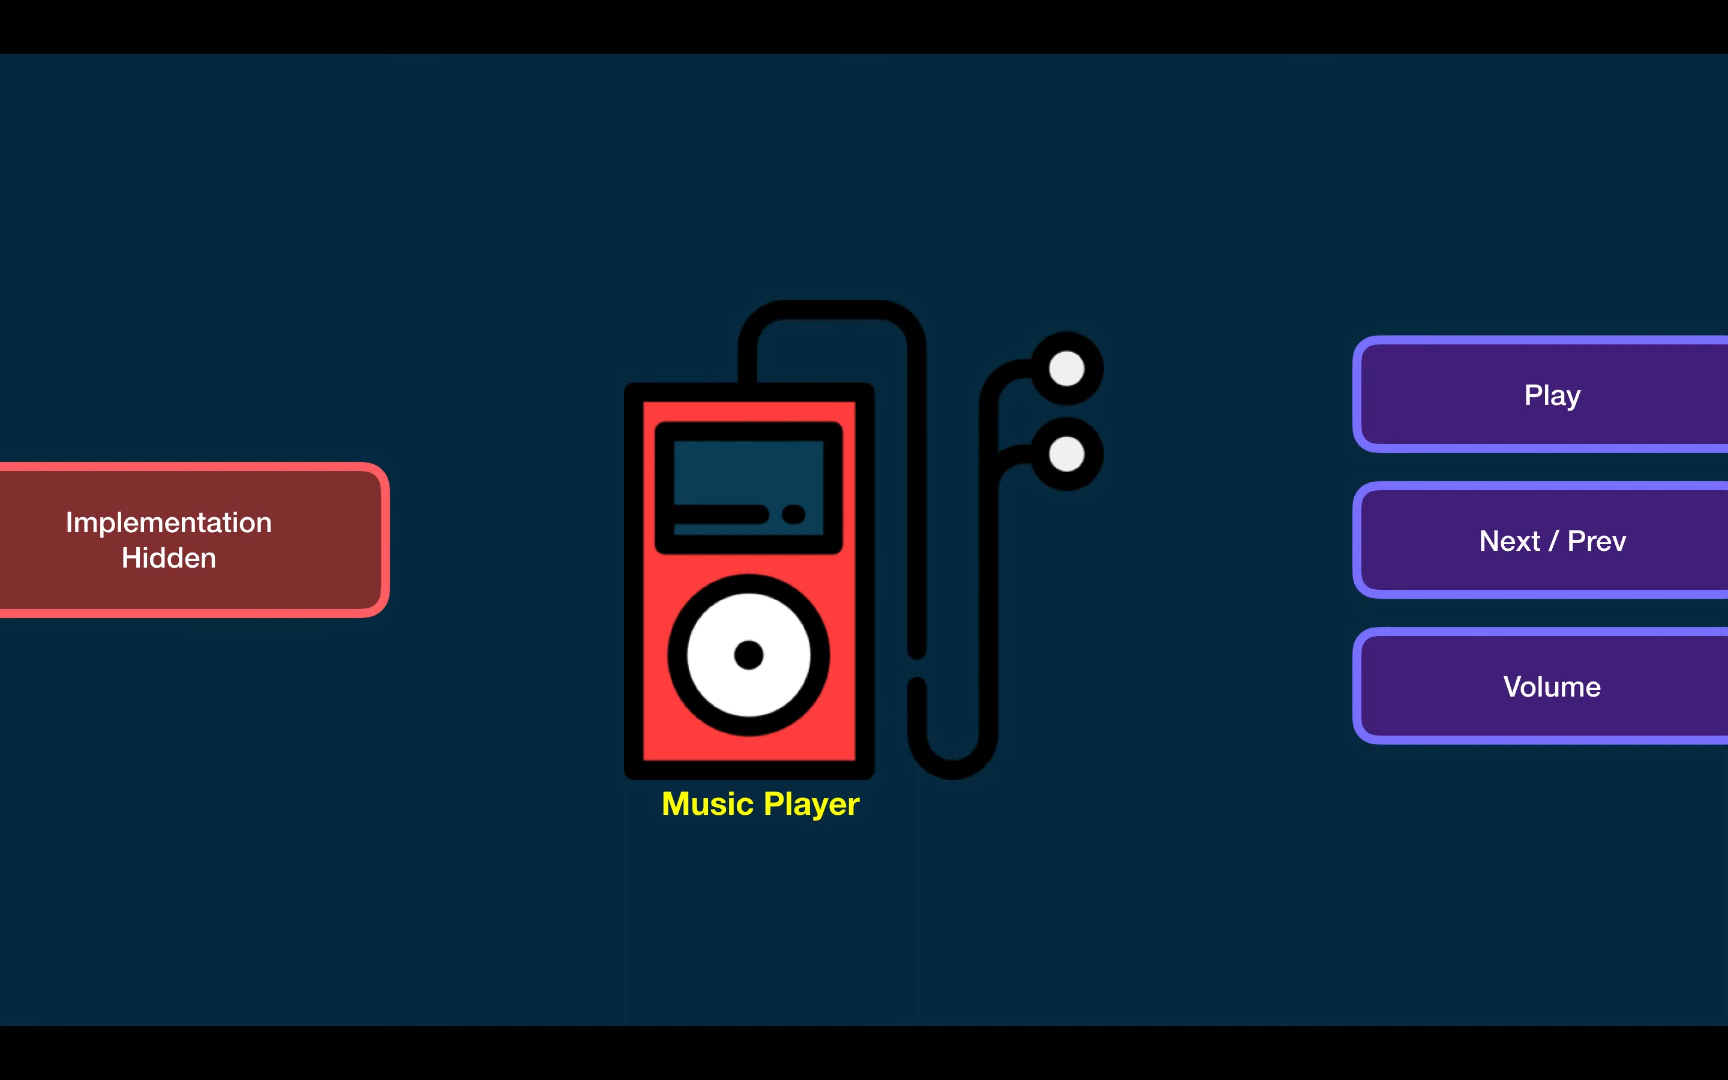 Implementation
Hidden
Music Player
Play
Next / Prev
Volume